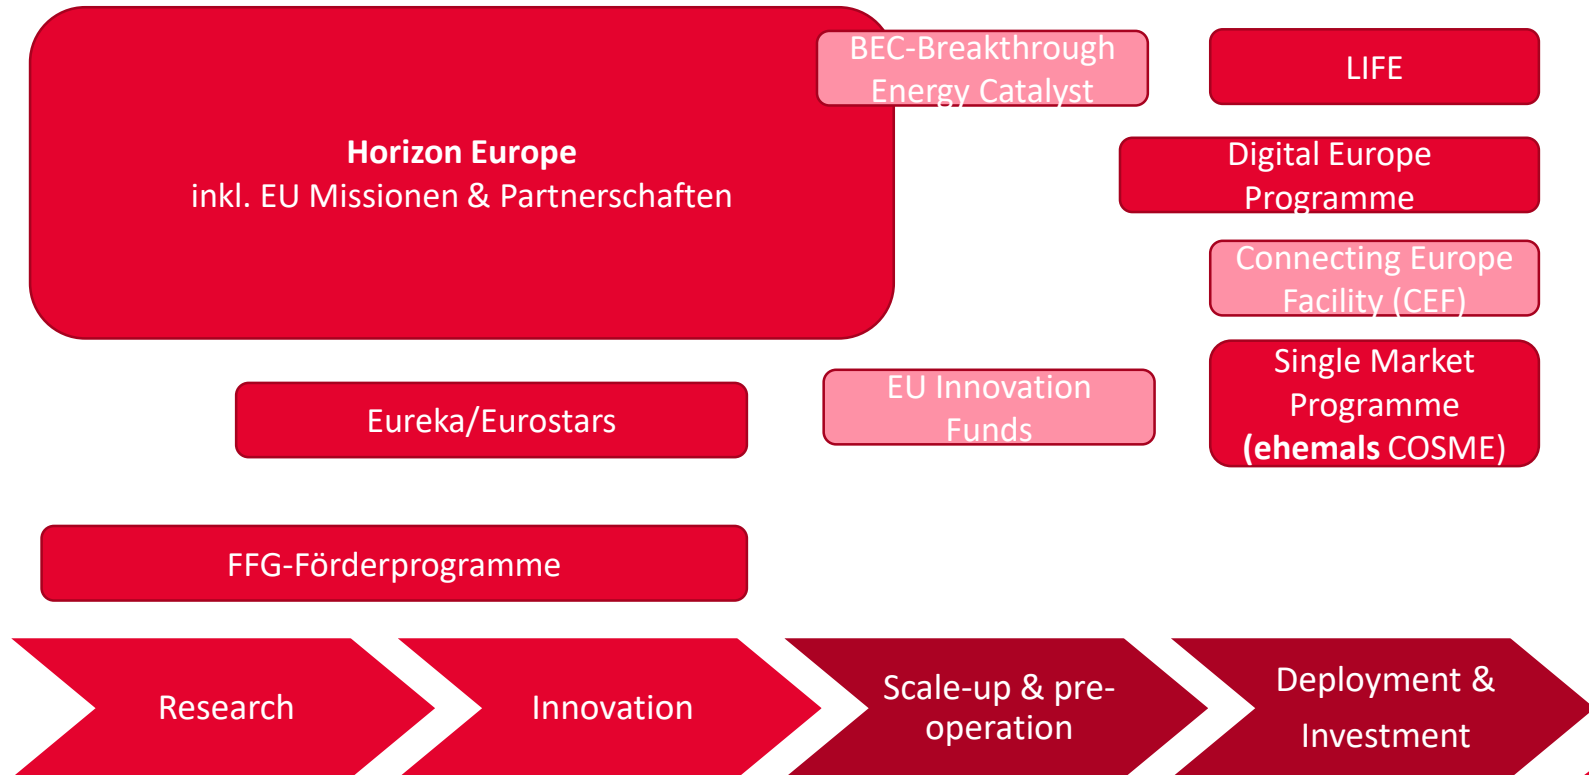 Horizon Europe
inkl. EU Missionen & Partnerschaften
BEC-Breakthrough
Energy Catalyst
LIFE
Digital Europe
Programme
Connecting Europe
Facility (CEF)
Eureka/Eurostars
EU Innovation
Funds
Single Market
Programme
(ehemals COSME)
FFG-Förderprogramme
Research
Innovation
Scale-up & pre-
operation
Deployment &
Investment